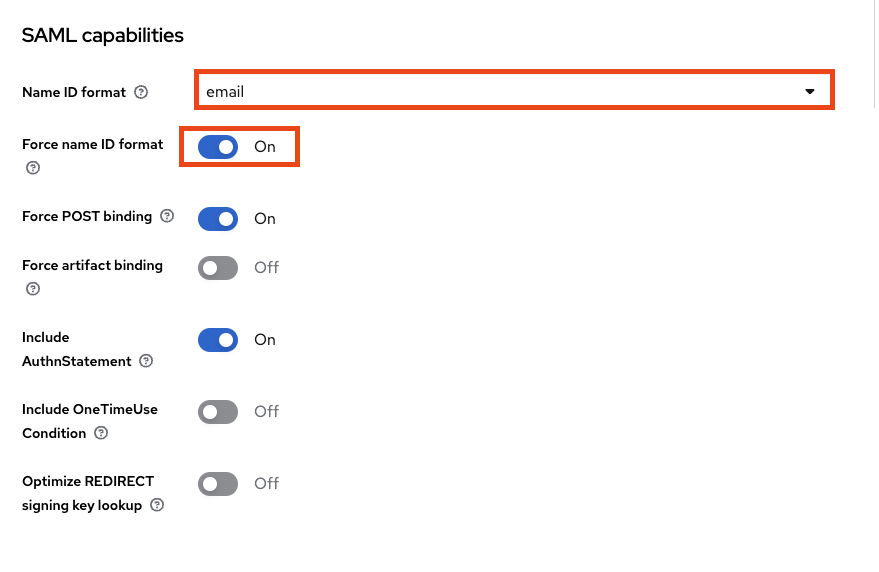 SAML capabilities
Name ID format
email
Force name ID format
On
Force POST binding
On
Force artifact binding
Off
Include
AuthnStatement
On
Include OneTimeUse
Condition
Off
Optimize REDIRECT
signing key lookup
Off